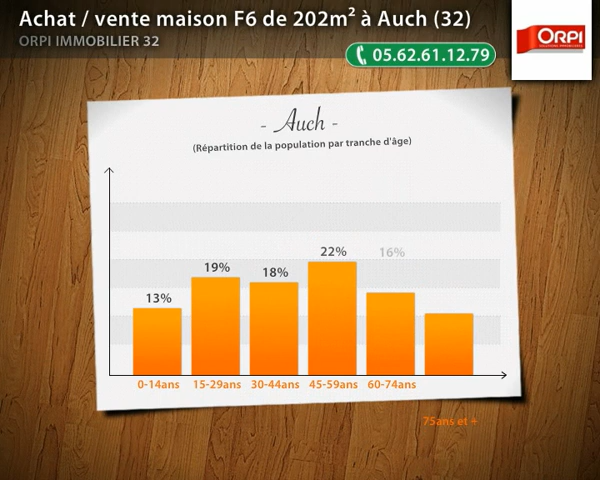 Achat / vente maison F6 de 202m² à Auch (32)
ORPI IMMOBILIER 32
05.62.61.12.79
ORPI
- Auch -
(Répartition de la population par tranche d'âge)
13%
19%
18%
22%
16%
0-14ans
15-29ans
30-44ans
45-59ans
60-74ans
75ans et +